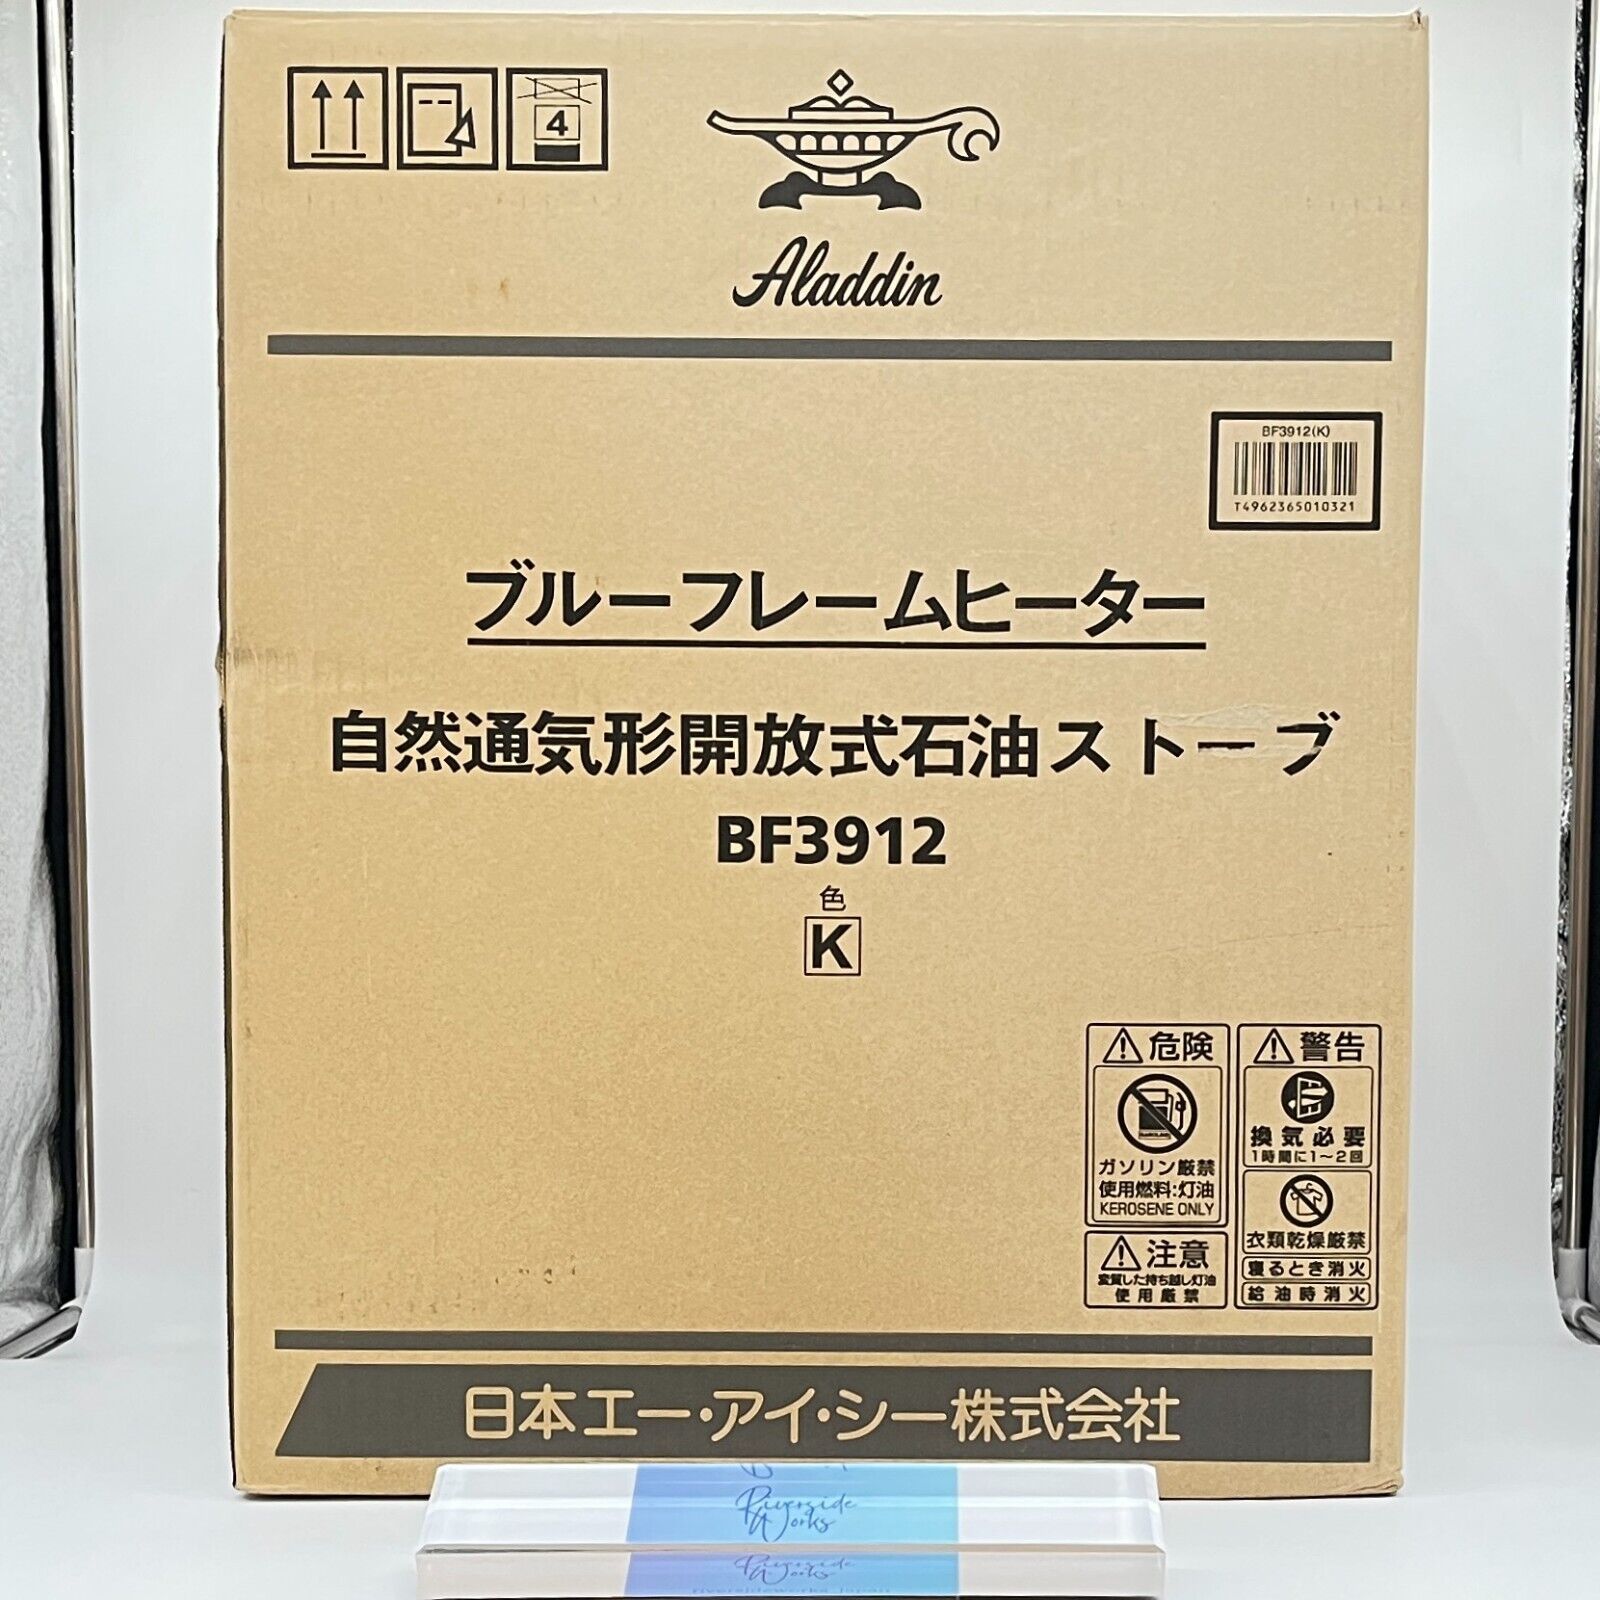 4
Aladdin
BF3912(K)
T4962365010321
ブルーフレームヒーター
自然通気形開放式石油ストーブ
BF3912
色
K
危険
ガソリン厳禁
使用燃料:灯油
KEROSENE ONLY
注意
変質した持ち越し灯油
使用厳禁
警告
換気必要
1時間に1~2回
衣類乾燥厳禁
寝るとき消火
給油時消火
日本エー・アイ・シー株式会社
Riverside
Works
Riverside
Works
Riversideworks Japan